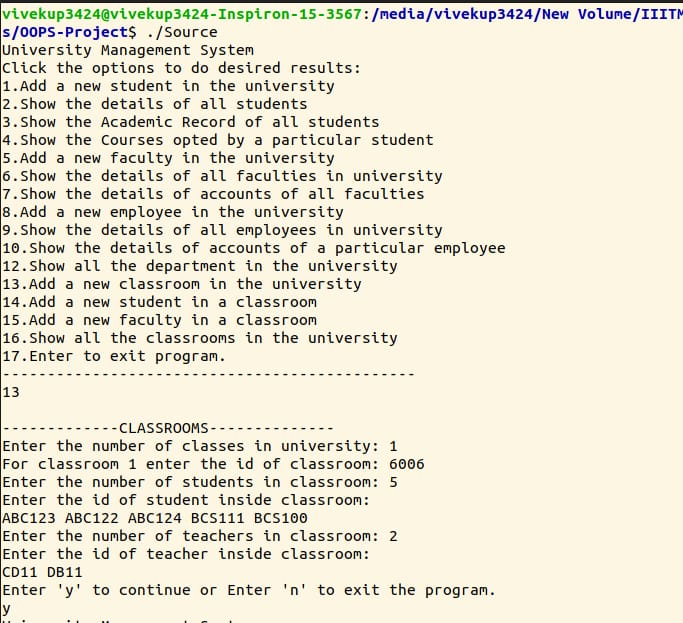 vivekup3424@vivekup3424-Inspiron-15-3567:/media/vivekup3424/New Volume/IIITM
s/OOPS-Project$ ./Source
University Management System
Click the options to do desired results:
1.Add a new student in the university
2.Show the details of all students
3.Show the Academic Record of all students
4.Show the Courses opted by a particular student
5.Add a new faculty in the university
6.Show the details of all faculties in university
7.Show the details of accounts of all faculties
8.Add a new employee in the university
9.Show the details of all employees in university
10.Show the details of accounts of a particular employee
12.Show all the department in the university
13.Add a new classroom in the university
14.Add a new student in a classroom
15.Add a new faculty in a classroom
16.Show all the classrooms in the university
17.Enter to exit program.
----------------------------------------------
13
-------------CLASSROOMS--------------
Enter the number of classes in university: 1
For classroom 1 enter the id of classroom: 6006
Enter the number of students in classroom: 5
Enter the id of student inside classroom:
ABC123 ABC122 ABC124 BCS111 BCS100
Enter the number of teachers in classroom: 2
Enter the id of teacher inside classroom:
CD11 DB11
Enter 'y' to continue or Enter 'n' to exit the program.
y